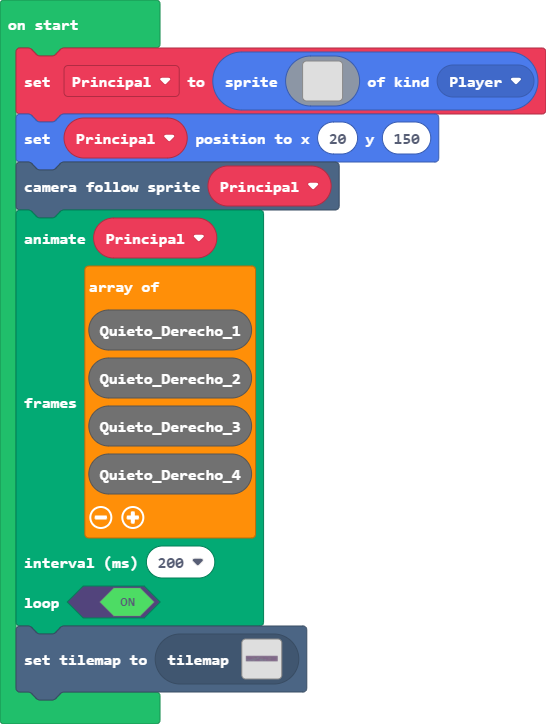 on start
set Principal to sprite of kind Player
set Principal position to x 20 y 150
camera follow sprite Principal
animate Principal
array of
Quieto_Derecho_1
Quieto_Derecho_2
frames Quieto_Derecho_3
Quieto_Derecho_4
interval (ms) 200
loop ON
set tilemap to tilemap